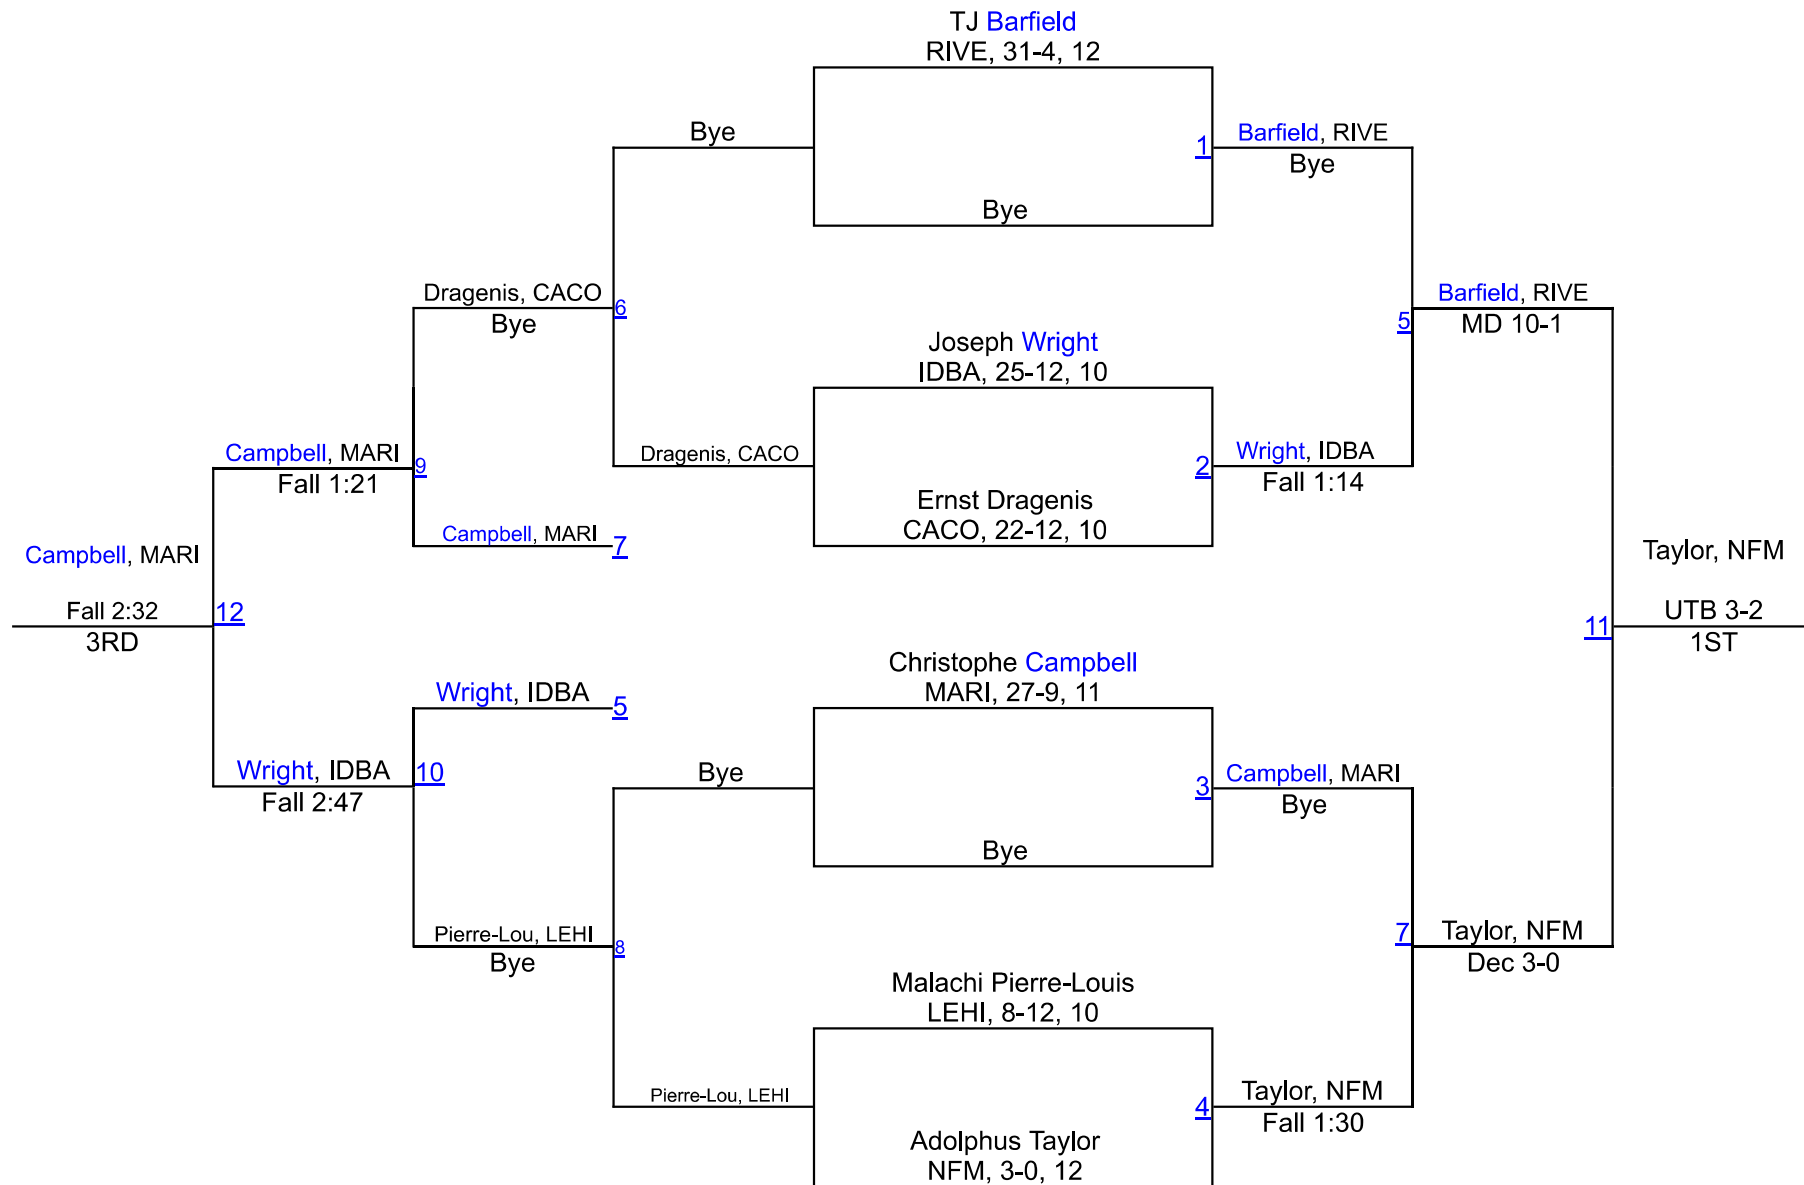 TJ Barfield
RIVE, 31-4, 12
Bye
1
Barfield, RIVE
Bye
Bye
Dragenis, CACO
Bye
6
Barfield, RIVE
MD 10-1
5
Joseph Wright
IDBA, 25-12, 10
Campbell, MARI
Fall 1:21
9
Dragenis, CACO
2
Wright, IDBA
Fall 1:14
Ernst Dragenis
CACO, 22-12, 10
Campbell, MARI
7
Campbell, MARI
Fall 2:32
3RD
12
Taylor, NFM
UTB 3-2
1ST
11
Christophe Campbell
MARI, 27-9, 11
Wright, IDBA
5
Wright, IDBA
Fall 2:47
10
Bye
3
Campbell, MARI
Bye
Bye
Pierre-Lou, LEHI
Bye
8
7
Taylor, NFM
Dec 3-0
Malachi Pierre-Louis
LEHI, 8-12, 10
Pierre-Lou, LEHI
4
Taylor, NFM
Fall 1:30
Adolphus Taylor
NFM, 3-0, 12